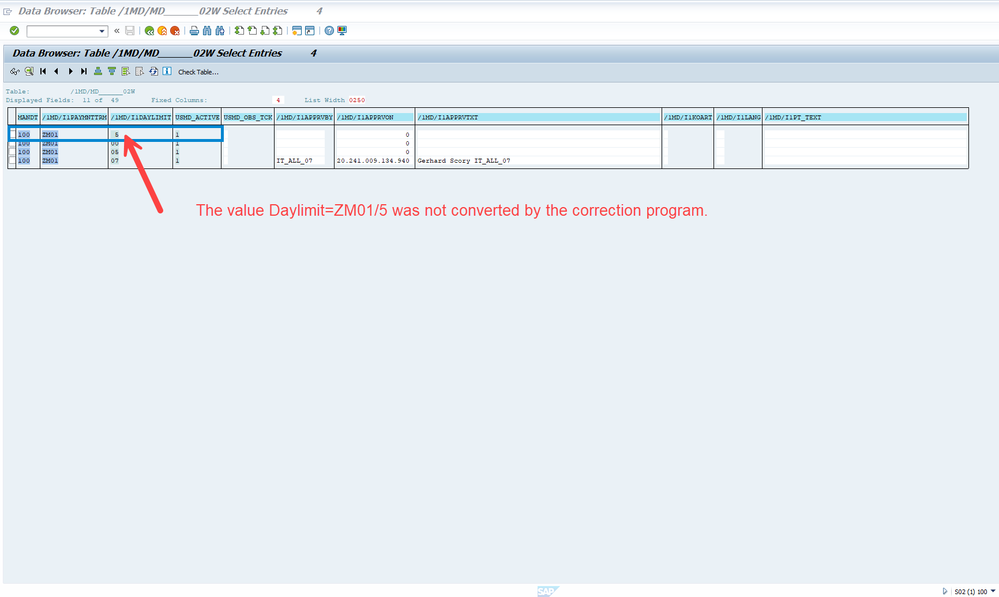 Data Browser: Table /1MD/MD______02W Select Entries 4
Data Browser: Table /1MD/MD______02W Select Entries 4
Check Table...
Table: /1MD/MD______02W
Displayed Fields: 11 of 49 Fixed Columns: 4 List Width 0250
MANDT /1MD/I1PAYMNTTRM /1MD/I1DAYLIMIT USMD_ACTIVE USMD_OBS_TCK /1MD/I1APPRVBY /1MD/I1APPRVON /1MD/I1APPRVTXT /1MD/I1KOART /1MD/I1LANG /1MD/I1PT_TEXT
100 ZM01 5 1 0
100 ZM01 00 1 0
100 ZM01 05 1 0
100 ZM01 07 1 IT_ALL_07 20.241.009.134.940 Gerhard Scory IT_ALL_07
The value Daylimit=ZM01/5 was not converted by the correction program.
SAP
S02 (1) 100